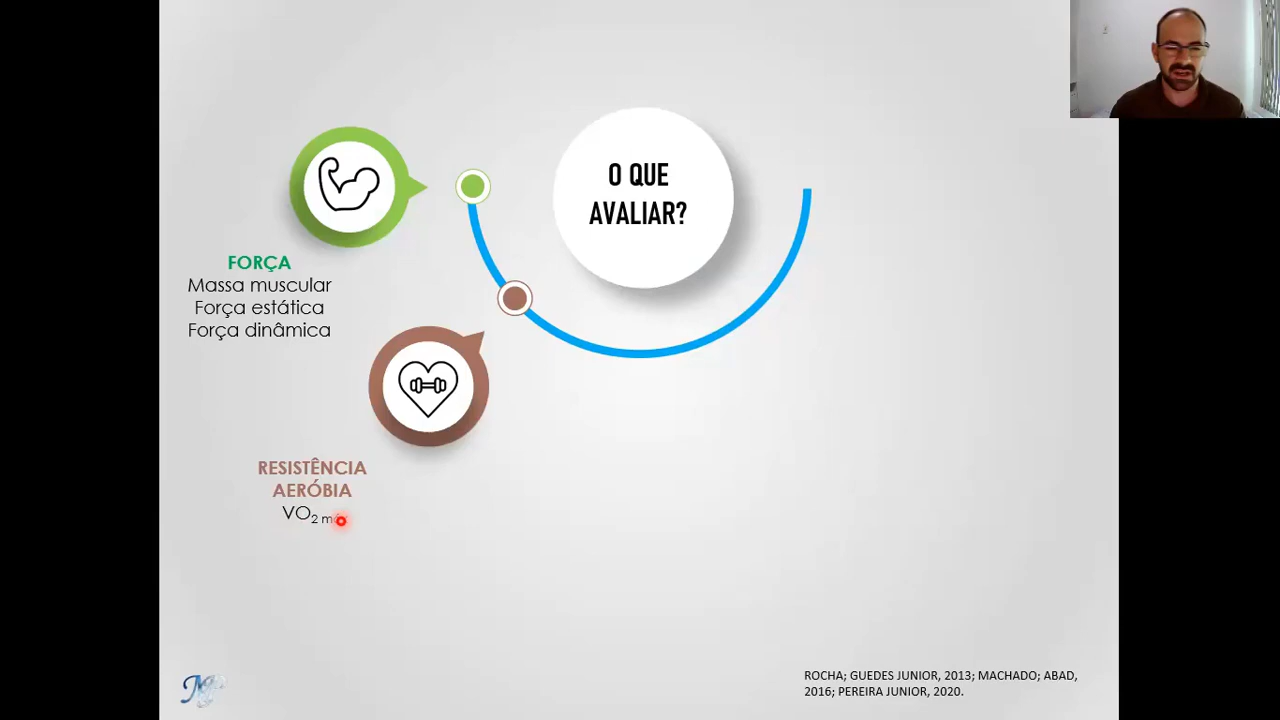 O QUE
AVALIAR?
FORÇA
Massa muscular
Força estática
Força dinâmica
RESISTÊNCIA
AERÓBIA
VO2
ROCHA; GUEDES JUNIOR, 2013; MACHADO; ABAD,
2016; PEREIRA JUNIOR, 2020.